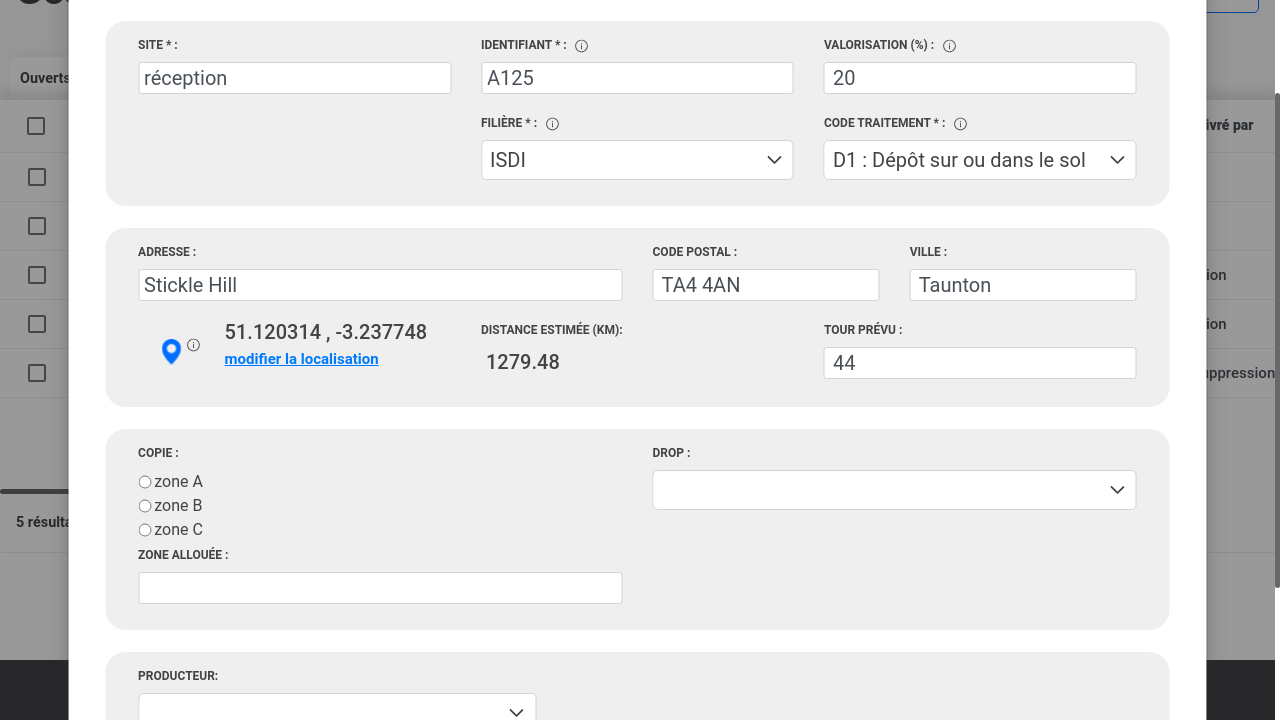 SITE * :
IDENTIFIANT * :
VALORISATION (%) :
réception
A125
20
Ouverts
FILIÈRE * :
CODE TRAITEMENT * :
ivré par
ISDI
D1 : Dépôt sur ou dans le sol
ADRESSE :
CODE POSTAL :
VILLE :
Stickle Hill
TA4 4AN
Taunton
ion
51.120314 , -3.237748
DISTANCE ESTIMÉE (KM):
TOUR PRÉVU :
ion
modifier la localisation
1279.48
44
uppression
COPIE :
DROP :
zone A
zone B
zone C
5 résulta
ZONE ALLOUÉE :
PRODUCTEUR: